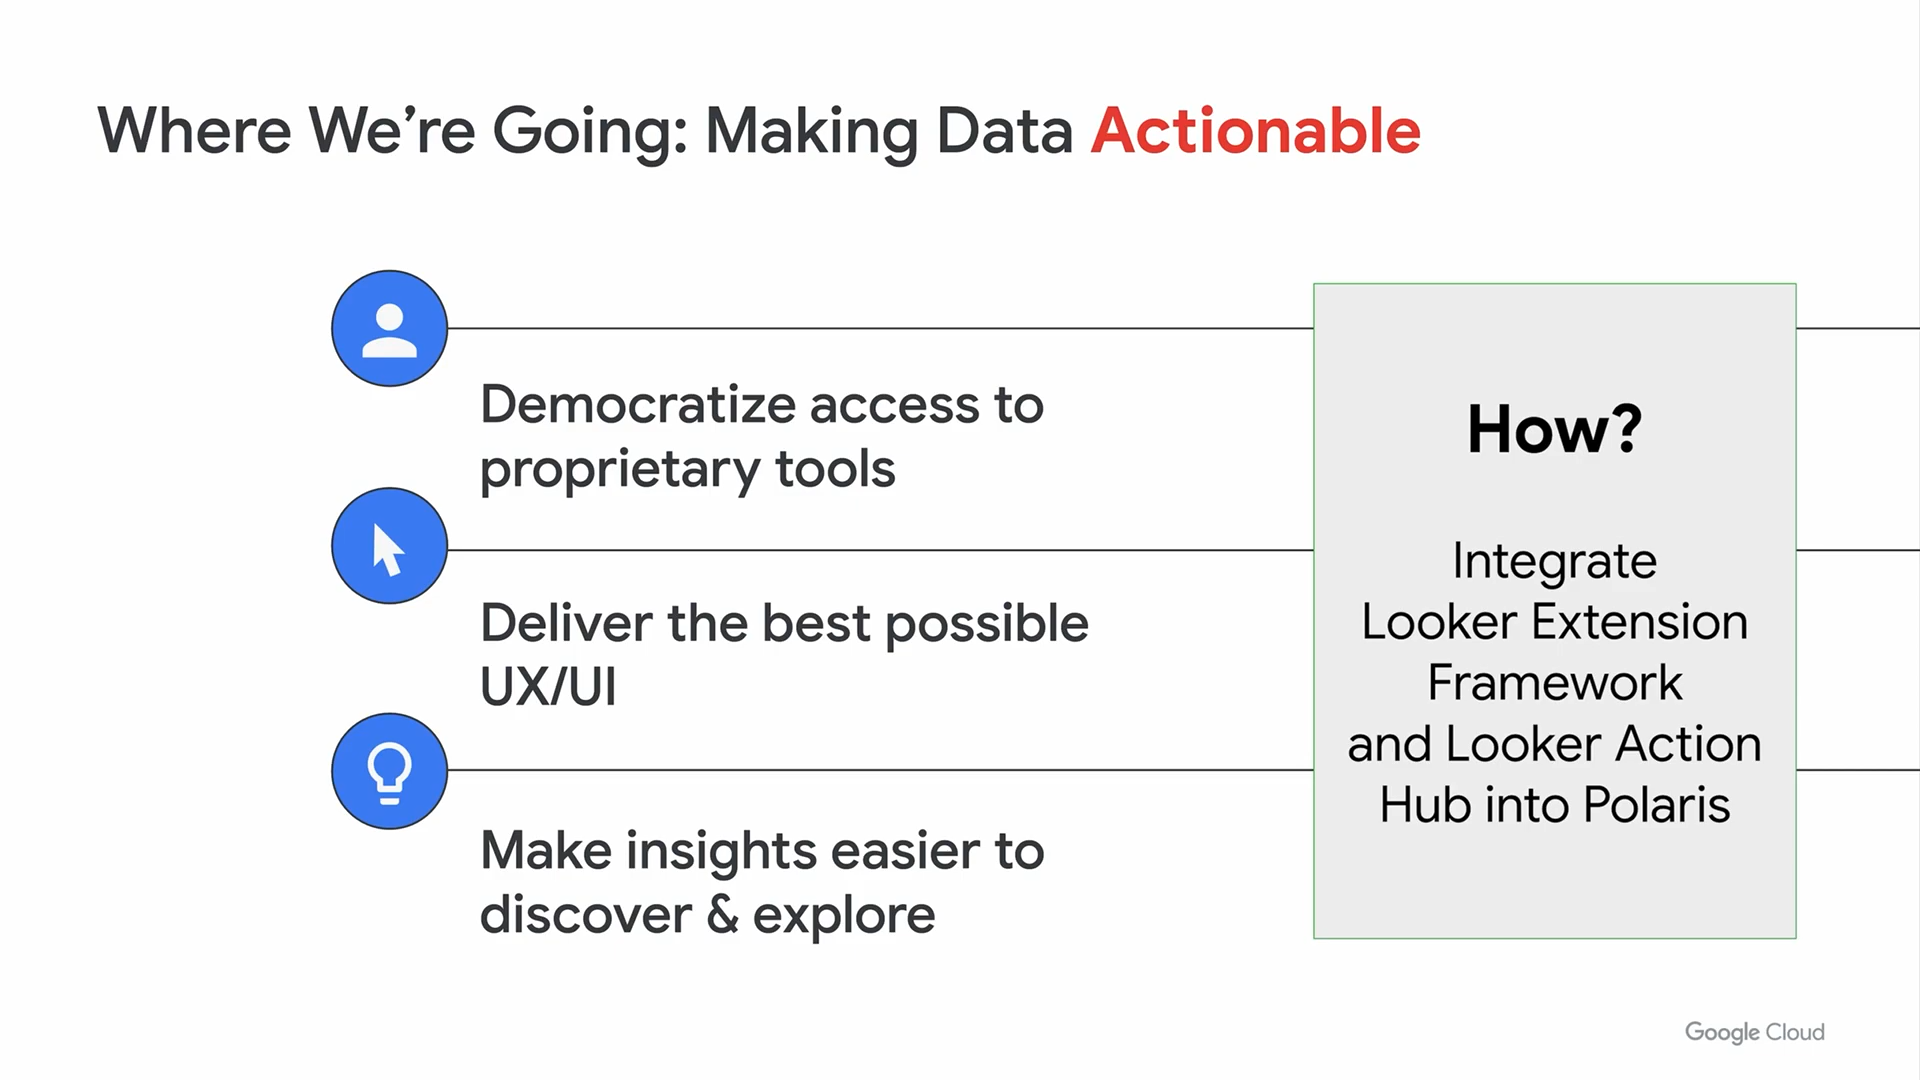 Where We’re Going: Making Data Actionable
Democratize access to
proprietary tools
Deliver the best possible
UX/UI
Make insights easier to
discover & explore
How?
Integrate
Looker Extension
Framework
and Looker Action
Hub into Polaris
Google Cloud